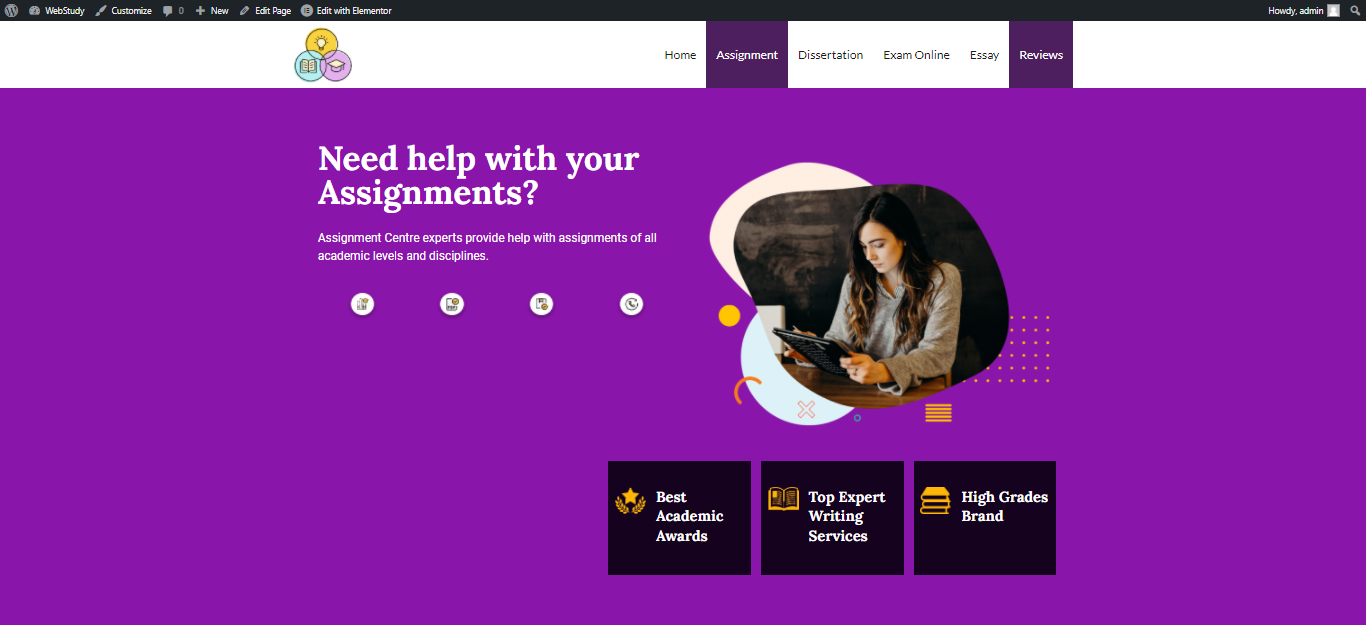 WebStudy Customize 0 New Edit Page Edit with Elementor Howdy, admin
Home Assignment Dissertation Exam Online Essay Reviews
Need help with your
Assignments?
Assignment Centre experts provide help with assignments of all
academic levels and disciplines.
Best
Academic
Awards
Top Expert
Writing
Services
High Grades
Brand